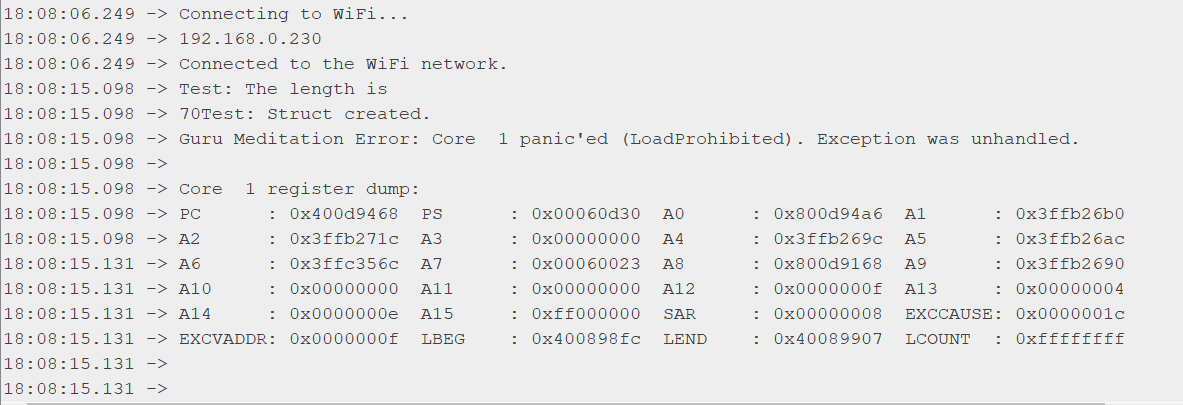 18:08:06.249 -> Connecting to WiFi...
18:08:06.249 -> 192.168.0.230
18:08:06.249 -> Connected to the WiFi network.
18:08:15.098 -> Test: The length is
18:08:15.098 -> 70Test: Struct created.
18:08:15.098 -> Guru Meditation Error: Core  1 panic'ed (LoadProhibited). Exception was unhandled.
18:08:15.098 ->
18:08:15.098 -> Core  1 register dump:
18:08:15.098 -> PC      : 0x400d9468  PS      : 0x00060d30  A0      : 0x800d94a6  A1      : 0x3ffb26b0
18:08:15.098 -> A2      : 0x3ffb271c  A3      : 0x00000000  A4      : 0x3ffb269c  A5      : 0x3ffb26ac
18:08:15.131 -> A6      : 0x3ffc356c  A7      : 0x00060023  A8      : 0x800d9168  A9      : 0x3ffb2690
18:08:15.131 -> A10     : 0x00000000  A11     : 0x00000000  A12     : 0x0000000f  A13     : 0x00000004
18:08:15.131 -> A14     : 0x0000000e  A15     : 0xff000000  SAR     : 0x00000008  EXCCAUSE: 0x0000001c
18:08:15.131 -> EXCVADDR: 0x0000000f  LBEG    : 0x400898fc  LEND    : 0x40089907  LCOUNT  : 0xffffffff
18:08:15.131 ->
18:08:15.131 ->